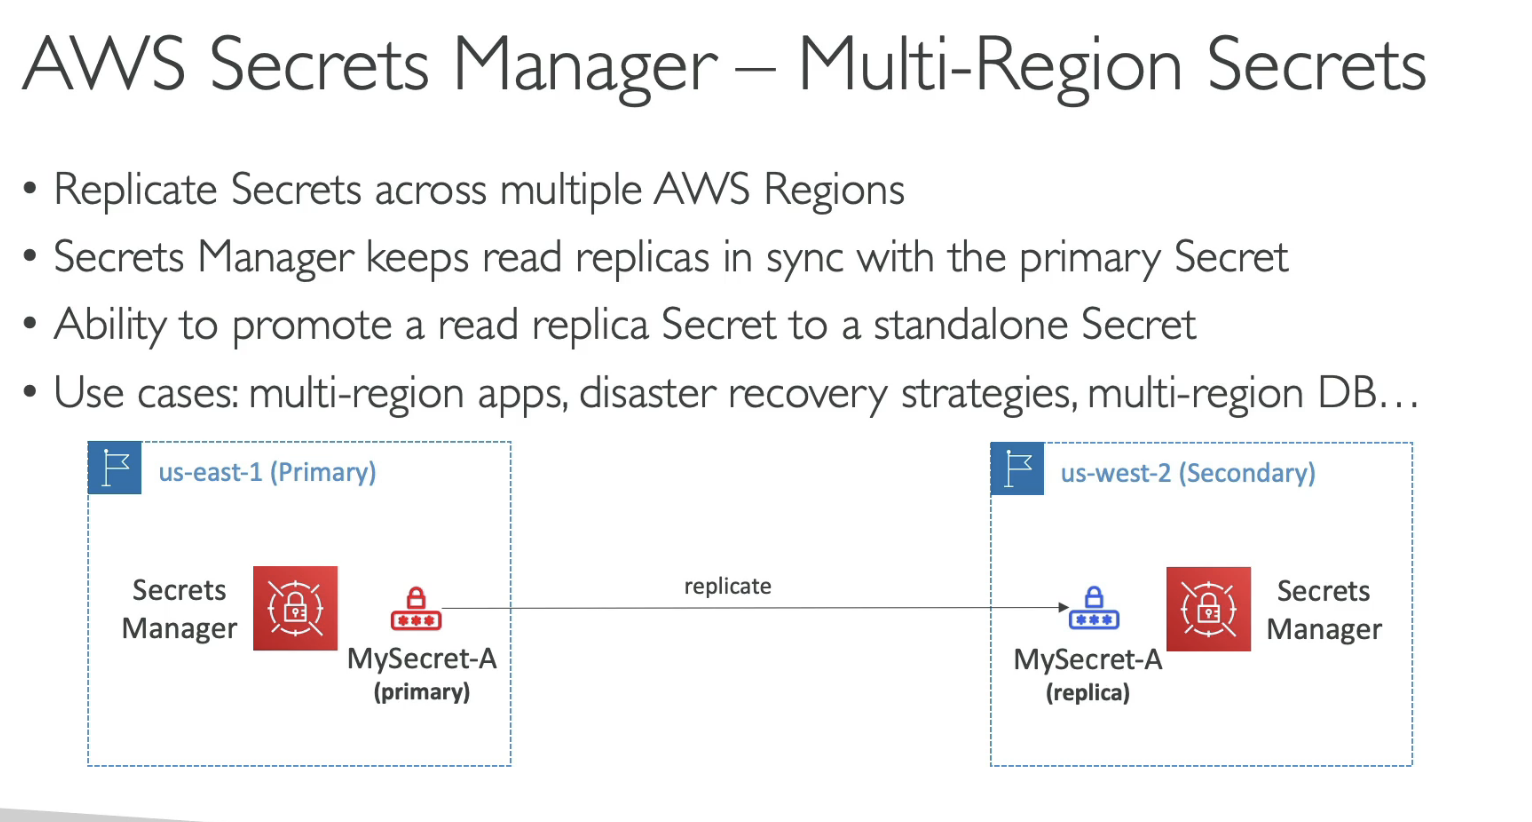 AWS Secrets Manager – Multi-Region Secrets
• Replicate Secrets across multiple AWS Regions
• Secrets Manager keeps read replicas in sync with the primary Secret
• Ability to promote a read replica Secret to a standalone Secret
• Use cases: multi-region apps, disaster recovery strategies, multi-region DB…
us-east-1 (Primary)
Secrets
Manager
MySecret-A
(primary)
replicate
us-west-2 (Secondary)
MySecret-A
(replica)
Secrets
Manager